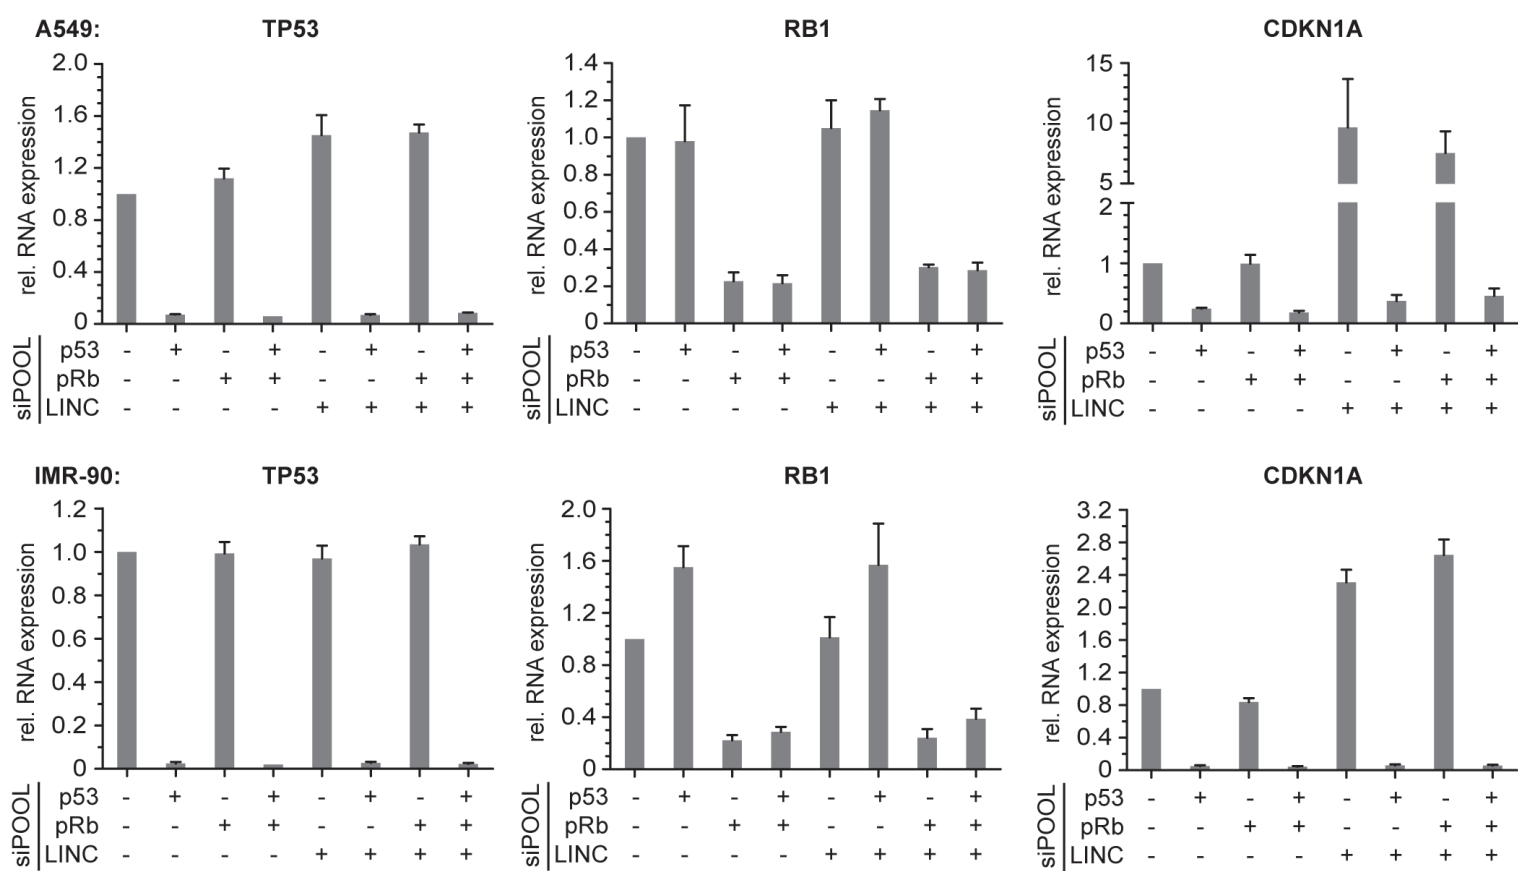 A549: TP53 RB1 CDKN1A
rel. RNA expression
2.0
1.6
1.2
0.8
0.4
0
rel. RNA expression
1.4
1.2
1.0
0.8
0.6
0.4
0.2
0
rel. RNA expression
15
10
5
2
1
0
siPOOL
p53 - + - + - + - +
pRb - - + + - - + +
LINC - - - - + + + +
siPOOL
p53 - + - + - + - +
pRb - - + + - - + +
LINC - - - - + + + +
siPOOL
p53 - + - + - + - +
pRb - - + + - - + +
LINC - - - - + + + +
IMR-90: TP53 RB1 CDKN1A
rel. RNA expression
1.2
1.0
0.8
0.6
0.4
0.2
0
rel. RNA expression
2.0
1.6
1.2
0.8
0.4
0
rel. RNA expression
3.2
2.8
2.4
2.0
1.6
1.2
0.8
0.4
0
siPOOL
p53 - + - + - + - +
pRb - - + + - - + +
LINC - - - - + + + +
siPOOL
p53 - + - + - + - +
pRb - - + + - - + +
LINC - - - - + + + +
siPOOL
p53 - + - + - + - +
pRb - - + + - - + +
LINC - - - - + + + +